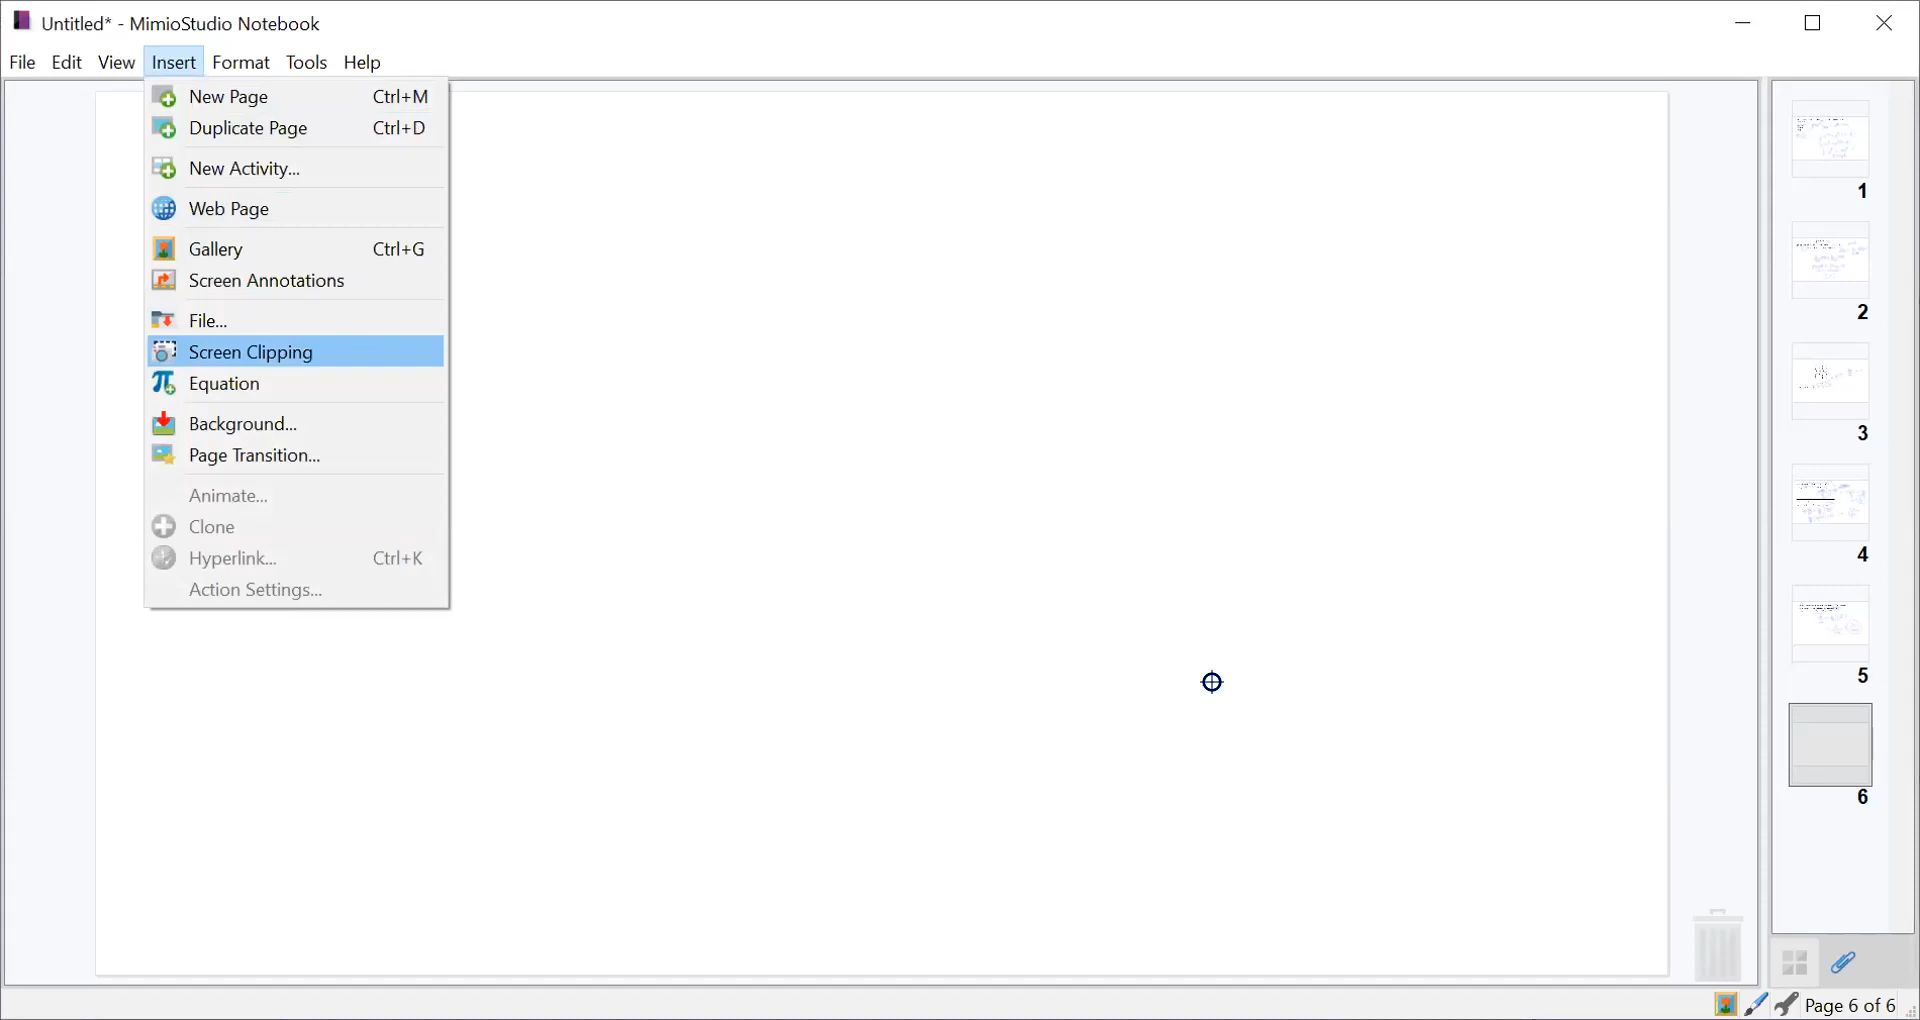 Untitled* - MimioStudio Notebook
File Edit View Insert Format Tools Help
New Page Ctrl+M
Duplicate Page Ctrl+D
New Activity...
Web Page
Gallery Ctrl+G
Screen Annotations
File...
Screen Clipping
Equation
Background...
Page Transition...
Animate...
Clone
Hyperlink... Ctrl+K
Action Settings...
1
2
3
4
5
6
Page 6 of 6